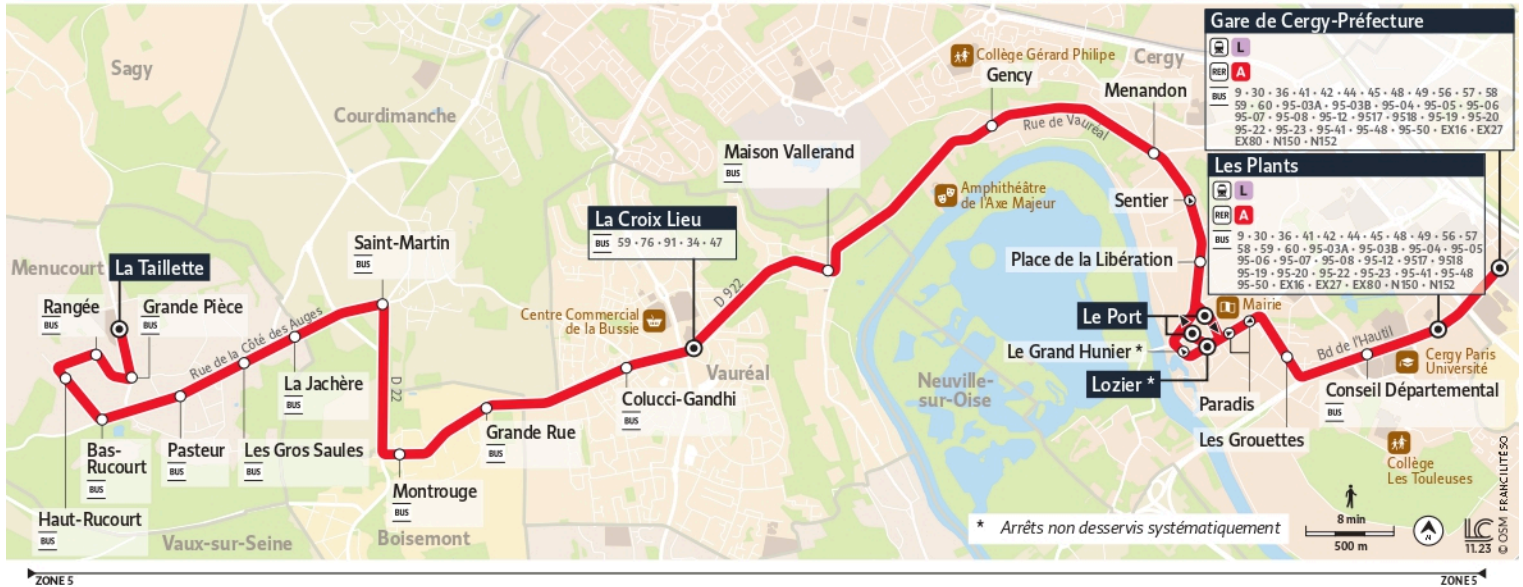 Sagy
Courdimanche
Collège Gérard Philipe
Gency
Cergy
Menandon
Rue de Vauréal
Gare de Cergy-Préfecture
L
RER A
BUS 9 • 30 • 36 • 41 • 42 • 44 • 45 • 48 • 49 • 56 • 57 • 58
59 • 60 • 95-03A • 95-03B • 95-04 • 95-05 • 95-06
95-07 • 95-08 • 95-12 • 9517 • 9518 • 95-19 • 95-20
95-22 • 95-23 • 95-41 • 95-48 • 95-50 • EX16 • EX27
EX80 • N150 • N152
Les Plants
L
RER A
BUS 9 • 30 • 36 • 41 • 42 • 44 • 45 • 48 • 49 • 56 • 57
58 • 59 • 60 • 95-03A • 95-03B • 95-04 • 95-05
95-06 • 95-07 • 95-08 • 95-12 • 9517 • 9518
95-19 • 95-20 • 95-22 • 95-23 • 95-41 • 95-48
95-50 • EX16 • EX27 • EX80 • N150 • N152
Maison Vallerand
BUS
Amphithéâtre
de l'Axe Majeur
Sentier
La Croix Lieu
BUS 59 • 76 • 91 • 34 • 47
Saint-Martin
BUS
Place de la Libération
Menucourt
La Taillette
Rangée
BUS
Grande Pièce
BUS
D 922
Centre Commercial
de la Bussie
Mairie
Le Port
Rue de la Côté des Auges
Le Grand Hunier *
Bd de l'Hautil
Cergy Paris
Université
La Jachère
BUS
D 22
Vauréal
Neuville-
sur-Oise
Lozier *
Conseil Départemental
BUS
Colucci-Gandhi
BUS
Paradis
Les Grouettes
Grande Rue
BUS
Bas-
Rucourt
BUS
Pasteur
BUS
Les Gros Saules
BUS
Collège
Les Touleuses
Montrouge
BUS
Haut-Rucourt
BUS
Vaux-sur-Seine
Boisemont
* Arrêts non desservis systématiquement
8 min
500 m
N
LC
11.23
© OSM FRANCILITÉ SO
ZONE 5
ZONE 5